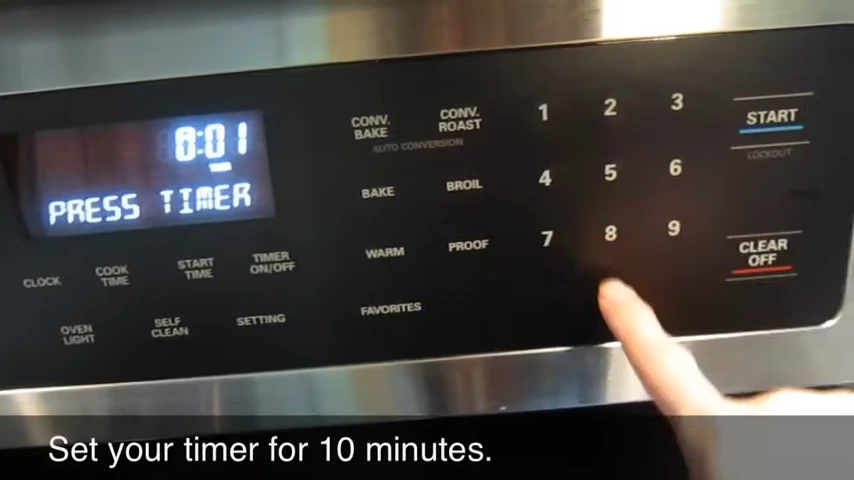 0:01
PRESS TIMER
CONV. BAKE
CONV. ROAST
AUTO CONVERSION
BAKE
BROIL
WARM
PROOF
FAVORITES
1 2 3
4 5 6
7 8 9
START
LOCKOUT
CLEAR OFF
CLOCK
COOK TIME
START TIME
TIMER ON/OFF
OVEN LIGHT
SELF CLEAN
SETTING
Set your timer for 10 minutes.